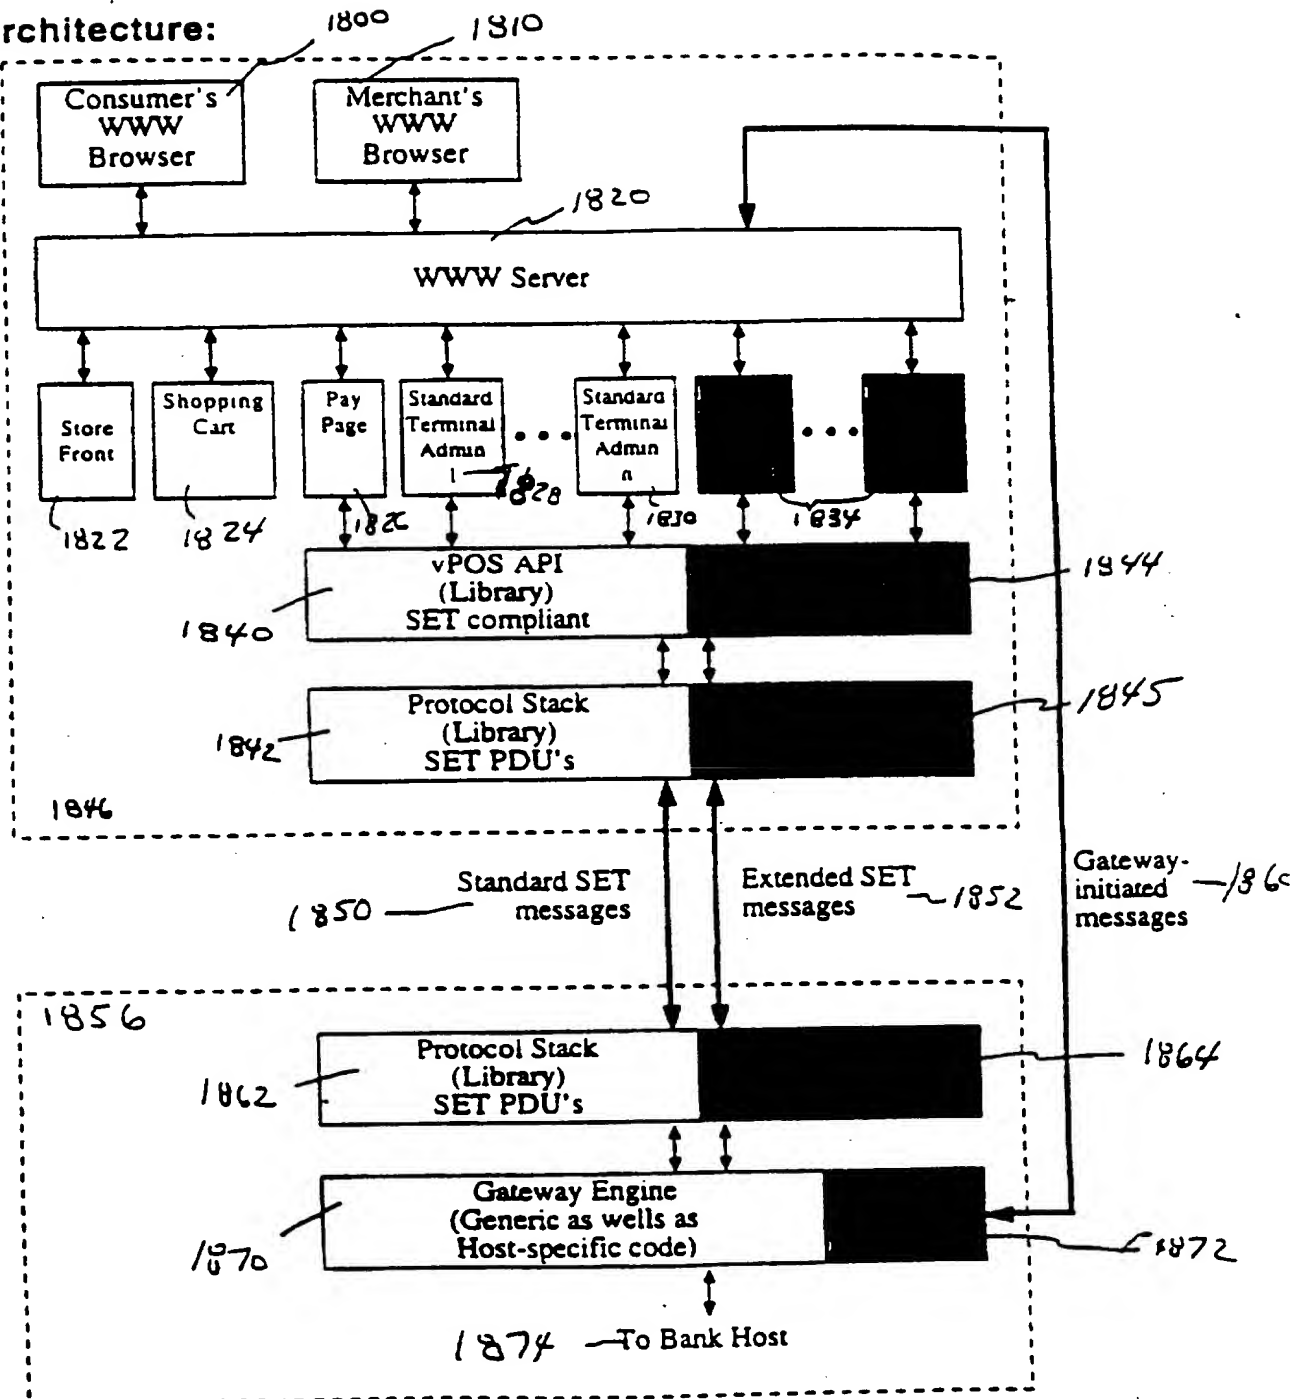 rchitecture:
1800
1810
Consumer's
WWW
Browser
Merchant's
WWW
Browser
1820
WWW Server
Store
Front
Shopping
Cart
Pay
Page
Standard
Terminal
Admin
1
Standard
Terminal
Admin
n
1822
1824
1826
1828
1830
1834
vPOS API
(Library)
SET compliant
1840
1844
Protocol Stack
(Library)
SET PDU's
1842
1845
1846
Standard SET
messages
1850
Extended SET
messages
1852
Gateway-
initiated
messages
1856
Protocol Stack
(Library)
SET PDU's
1862
1864
Gateway Engine
(Generic as wells as
Host-specific code)
1870
1872
1874
To Bank Host